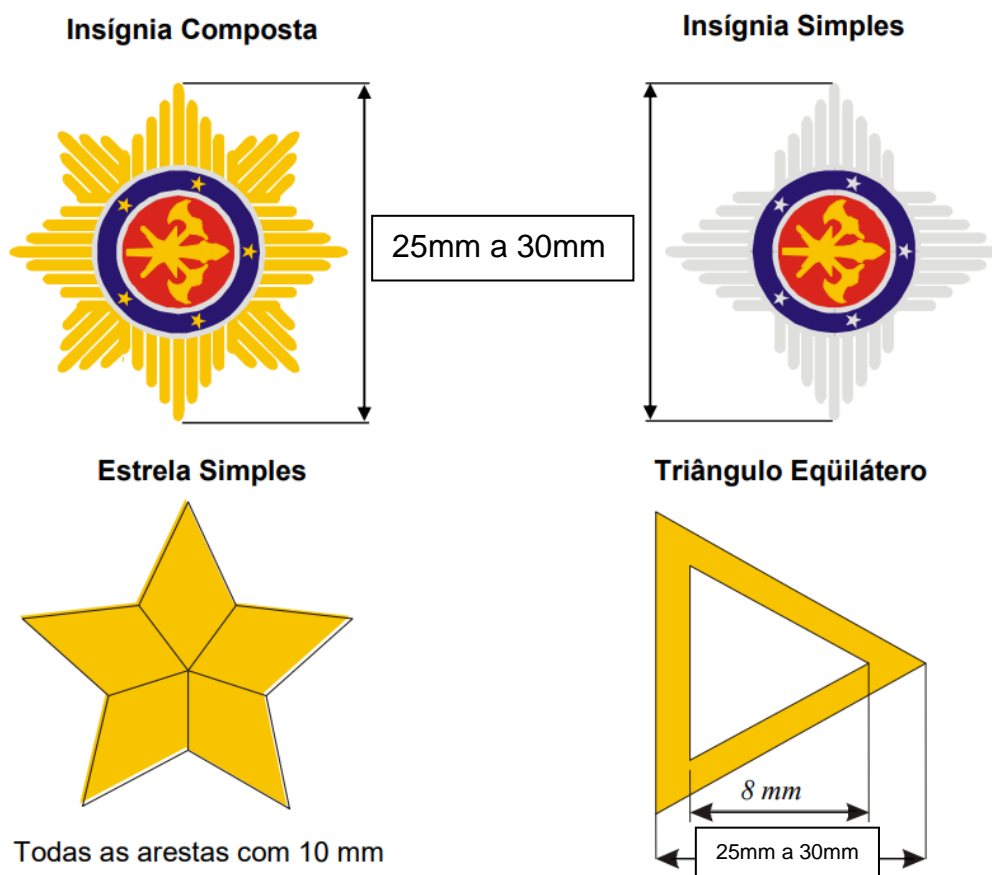 Insígnia Composta
Insígnia Simples
25mm a 30mm
Estrela Simples
Triângulo Eqüilátero
8 mm
25mm a 30mm
Todas as arestas com 10 mm